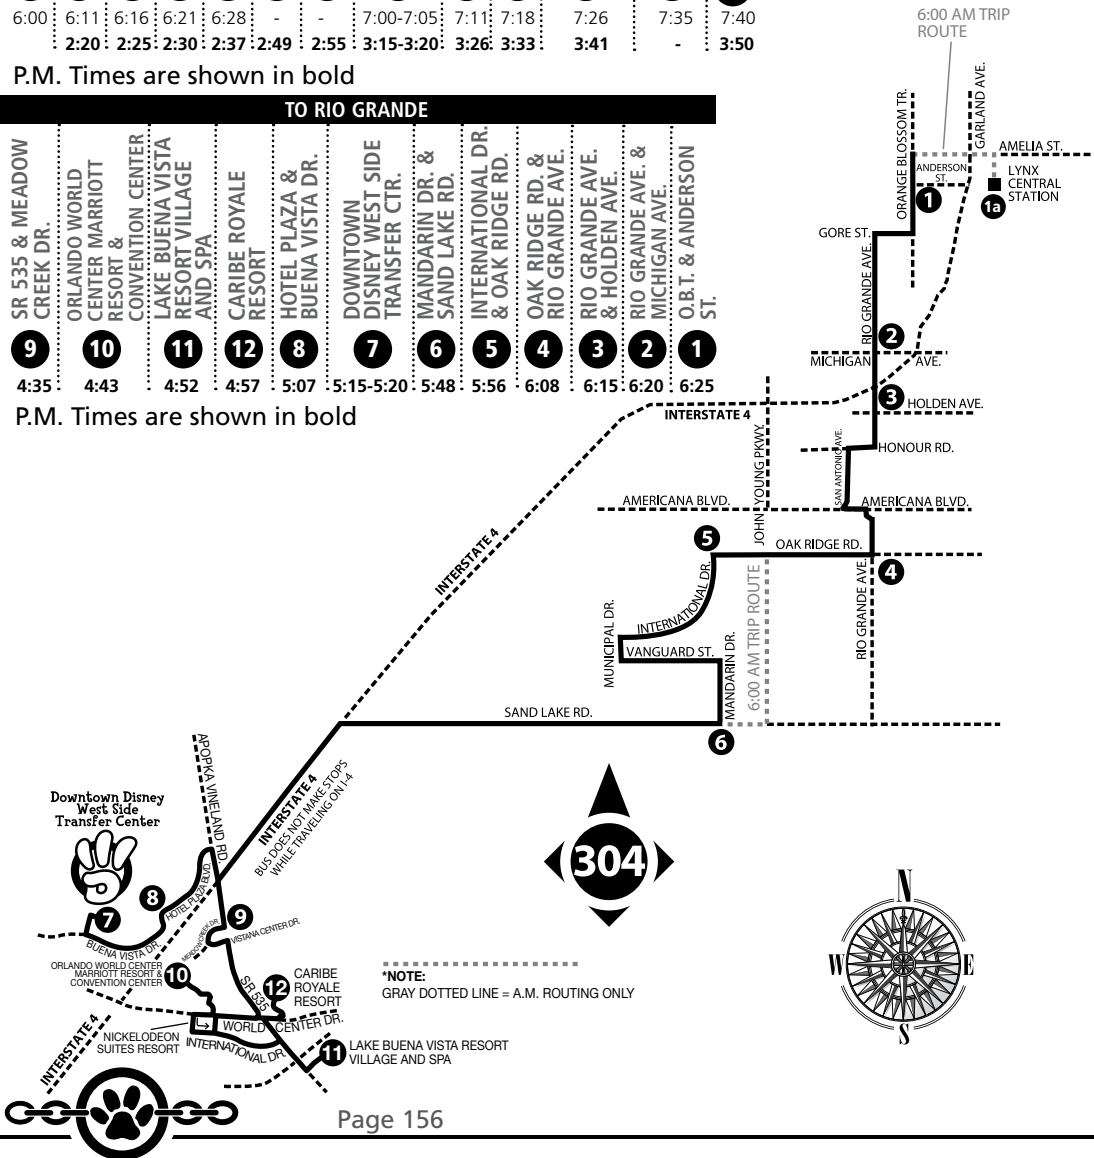 6:00 6:11 6:16 6:21 6:28 - - 7:00-7:05 7:11 7:18 7:26 7:35 7:40
2:20 2:25 2:30 2:37 2:49 2:55 3:15-3:20 3:26 3:33 3:41 - 3:50
P.M. Times are shown in bold
TO RIO GRANDE
SR 535 & MEADOW
CREEK DR.
ORLANDO WORLD
CENTER MARRIOTT
RESORT &
CONVENTION CENTER
LAKE BUENA VISTA
RESORT VILLAGE
AND SPA
CARIBE ROYALE
RESORT
HOTEL PLAZA &
BUENA VISTA DR.
DOWNTOWN
DISNEY WEST SIDE
TRANSFER CTR.
MANDARIN DR. &
SAND LAKE RD.
INTERNATIONAL DR.
& OAK RIDGE RD.
OAK RIDGE RD. &
RIO GRANDE AVE.
RIO GRANDE AVE.
& HOLDEN AVE.
RIO GRANDE AVE. &
MICHIGAN AVE.
O.B.T. & ANDERSON
ST.
9 10 11 12 8 7 6 5 4 3 2 1
4:35 4:43 4:52 4:57 5:07 5:15-5:20 5:48 5:56 6:08 6:15 6:20 6:25
P.M. Times are shown in bold
6:00 AM TRIP
ROUTE
ORANGE BLOSSOM TR.
GARLAND AVE.
AMELIA ST.
ANDERSON
ST.
LYNX
CENTRAL
STATION
1
1a
GORE ST.
RIO GRANDE AVE.
2
MICHIGAN AVE.
3
HOLDEN AVE.
INTERSTATE 4
JOHN YOUNG PKWY.
SAN ANTONIO AVE.
HONOUR RD.
AMERICANA BLVD.
AMERICANA BLVD.
INTERSTATE 4
5
OAK RIDGE RD.
4
INTERNATIONAL DR.
MUNICIPAL DR.
VANGUARD ST.
MANDARIN DR.
6:00 AM TRIP ROUTE
RIO GRANDE AVE.
SAND LAKE RD.
6
APOPKA VINELAND RD.
INTERSTATE 4
BUS DOES NOT MAKE STOPS
WHILE TRAVELING ON I-4
Downtown Disney
West Side
Transfer Center
304
8
HOTEL PLAZA BLVD.
7
BUENA VISTA DR.
9
MEADOW CREEK DR.
VISTANA CENTER DR.
ORLANDO WORLD CENTER
MARRIOTT RESORT &
CONVENTION CENTER
10
SR 535
12
CARIBE
ROYALE
RESORT
WORLD CENTER DR.
NICKELODEON
SUITES RESORT
INTERNATIONAL DR.
INTERSTATE 4
11
LAKE BUENA VISTA RESORT
VILLAGE AND SPA
*NOTE:
GRAY DOTTED LINE = A.M. ROUTING ONLY
N
W
E
S
Page 156